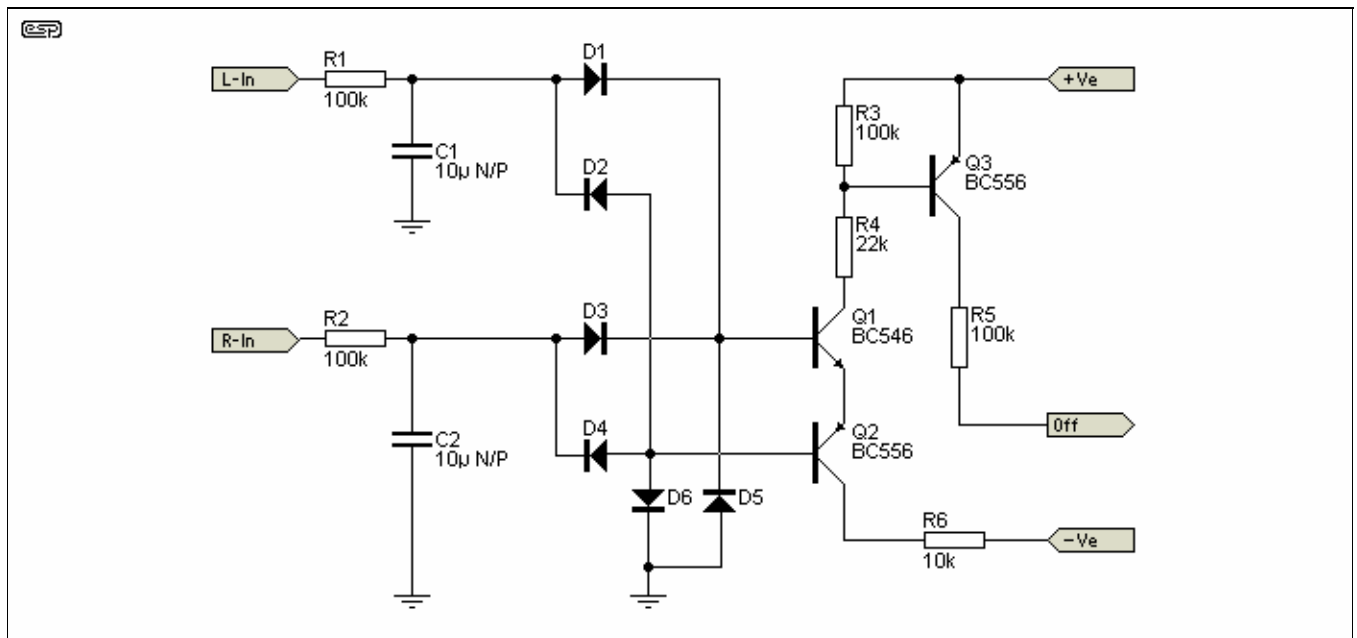 esp
L-In
R1
100k
C1
10µ N/P
D1
D2
R3
100k
+Ve
Q3
BC556
R4
22k
R-In
R2
100k
C2
10µ N/P
D3
D4
Q1
BC546
R5
100k
Q2
BC556
Off
D6
D5
R6
10k
-Ve